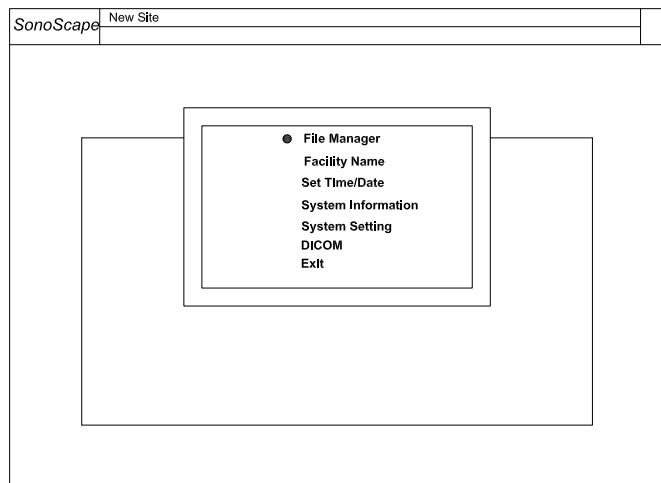 SonoScape
New Site
File Manager
Facility Name
Set TIme/Date
System Information
System Setting
DICOM
ExIt